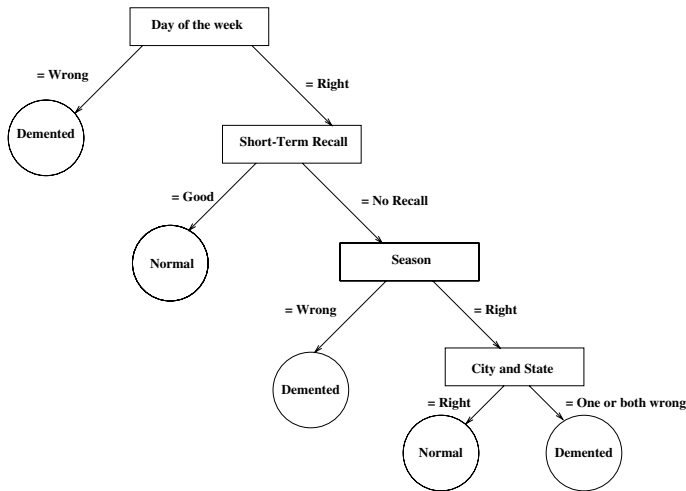 Day of the week
= Wrong
= Right
Demented
Short-Term Recall
= Good
= No Recall
Normal
Season
= Wrong
= Right
Demented
City and State
= Right
= One or both wrong
Normal
Demented